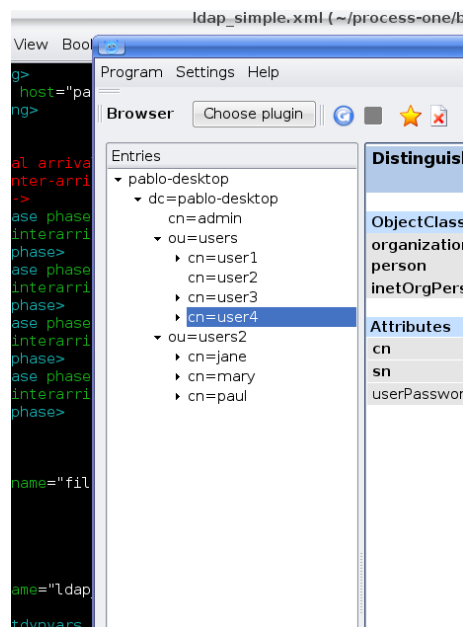 ldap_simple.xml (~/process-one/b
View Bool
Program Settings Help
Browser Choose plugin
Entries
pablo-desktop
dc=pablo-desktop
cn=admin
ou=users
cn=user1
cn=user2
cn=user3
cn=user4
ou=users2
cn=jane
cn=mary
cn=paul
Distinguish
ObjectClass
organization
person
inetOrgPers
Attributes
cn
sn
userPasswor
g>
host="pa
ng>
al arriva
nter-arri
->
ase phase
interarri
phase>
ase phase
interarri
phase>
ase phase
interarri
phase>
ase phase
interarri
phase>
name="fil
ame="ldap
tdynvars